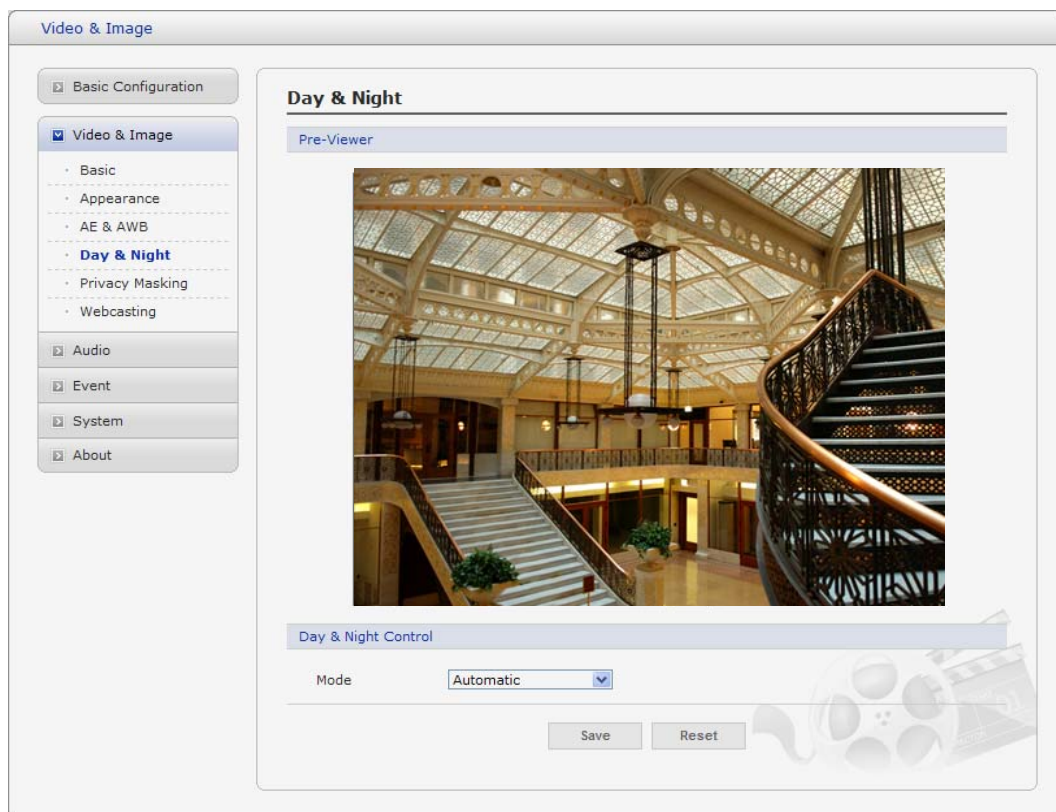 Video & Image
Basic Configuration
Video & Image
Basic
Appearance
AE & AWB
Day & Night
Privacy Masking
Webcasting
Audio
Event
System
About
Day & Night
Pre-Viewer
Day & Night Control
Mode
Automatic
Save
Reset